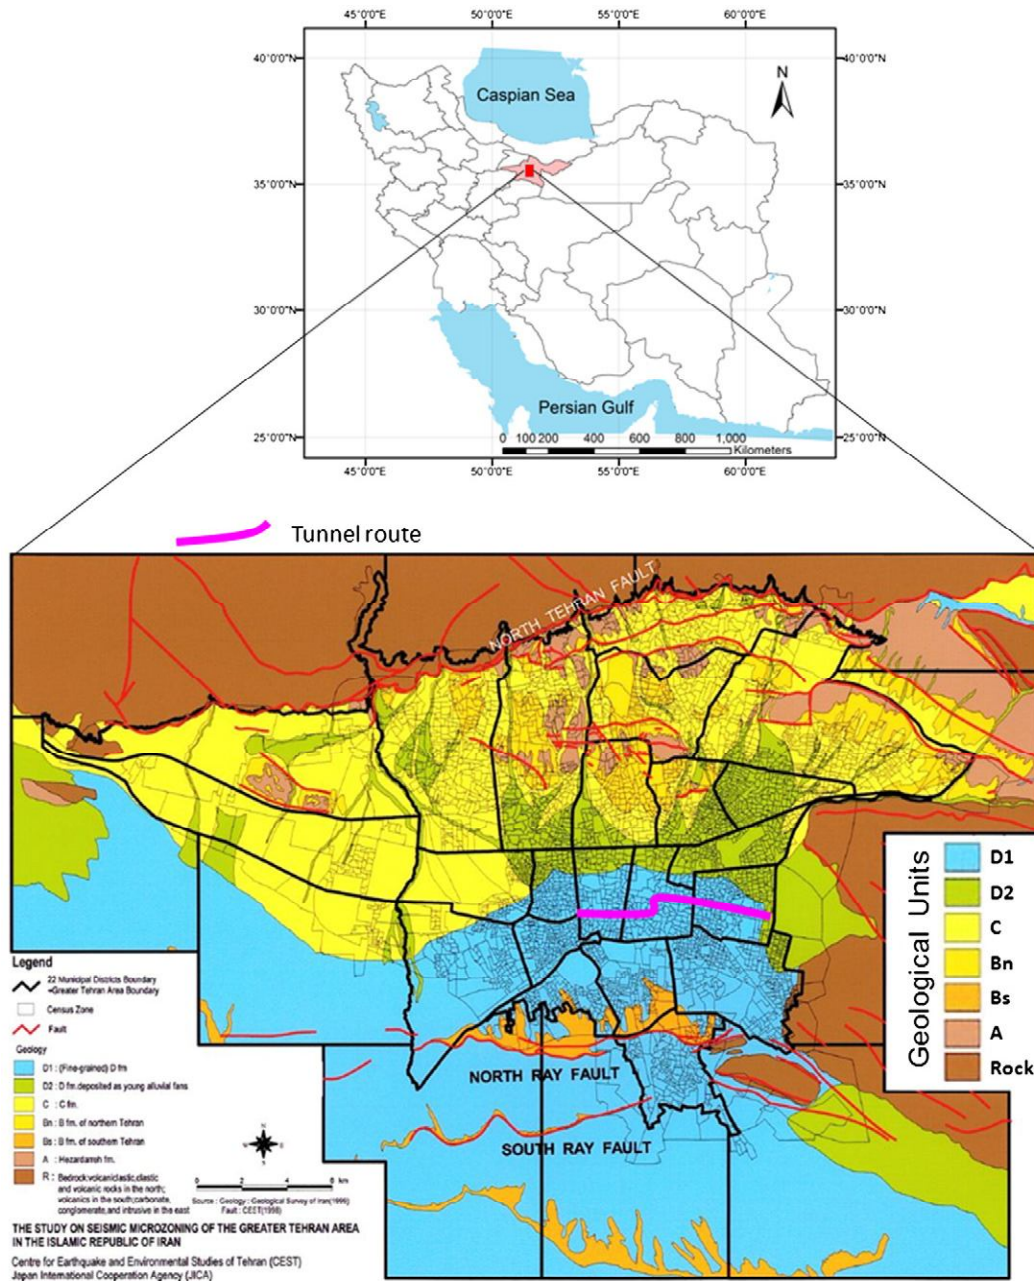 45°0'0"E 50°0'0"E 55°0'0"E 60°0'0"E
40°0'0"N 40°0'0"N
N
Caspian Sea
35°0'0"N 35°0'0"N
30°0'0"N 30°0'0"N
Persian Gulf
0 100 200 400 600 800 1,000
Kilometers
25°0'0"N 25°0'0"N
45°0'0"E 50°0'0"E 55°0'0"E 60°0'0"E
Tunnel route
NORTH TEHRAN FAULT
Geological Units
D1
D2
C
Bn
Bs
A
Rock
NORTH RAY FAULT
SOUTH RAY FAULT
Legend
22 Municipal Districts Boundary
+Greater Tehran Area Boundary
Census Zone
Fault
Geology
D1 : (Fine-grained) D fm
D2 : D fm.deposited as young alluvial fans
C : C fm.
Bn : B fm. of northern Tehran
Bs : B fm. of southern Tehran
A : Hezardarreh fm.
R : Bedrock:volcaniclastic,clastic
and volcanic rocks in the north;
volcanics in the south;carbonate,
conglomerate,and intrusive in the east
0 2 4 6 8 km
Source : Geology : Geological Survey of Iran(1996)
Fault : CEST(1998)
THE STUDY ON SEISMIC MICROZONING OF THE GREATER TEHRAN AREA
IN THE ISLAMIC REPUBLIC OF IRAN
Centre for Earthquake and Environmental Studies of Tehran (CEST)
Japan International Cooperation Agency (JICA)